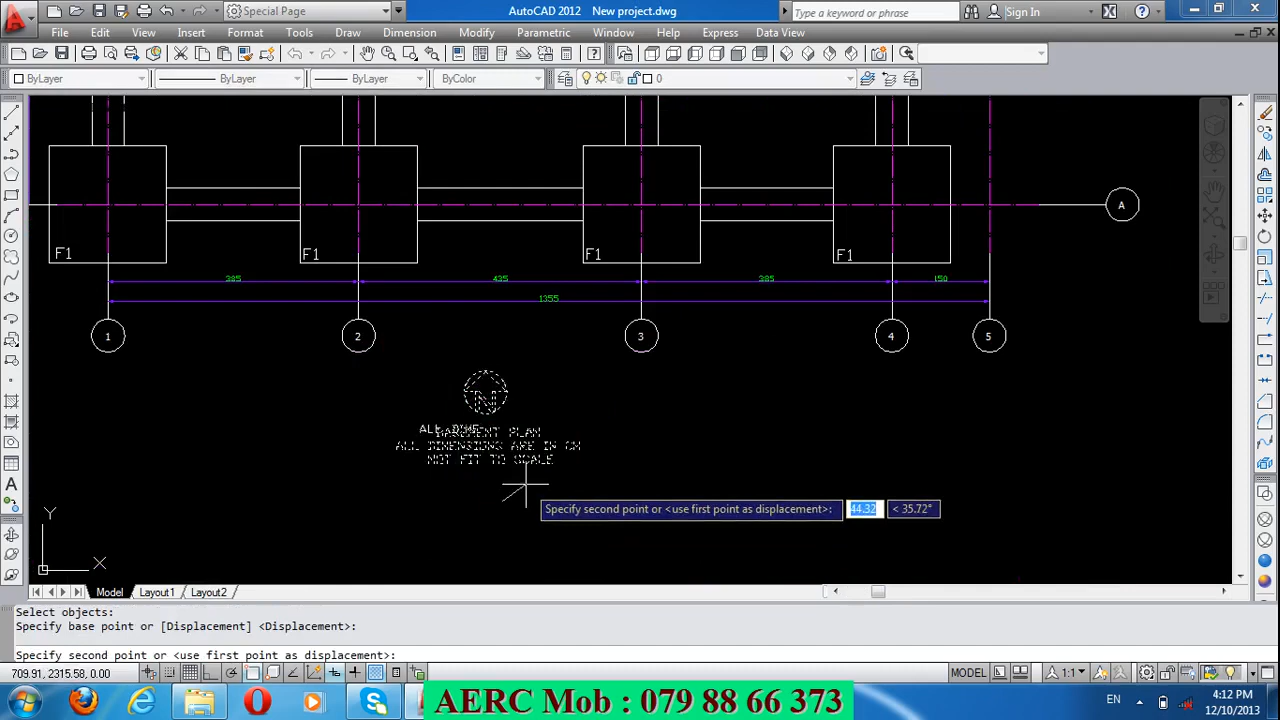 Special Page
AutoCAD 2012 New project.dwg
Type a keyword or phrase
Sign In
File Edit View Insert Format Tools Draw Dimension Modify Parametric Window Help Express Data View
ByLayer ByLayer ByLayer ByColor 0
A
F1 F1 F1 F1
385 425 385 150
1355
1 2 3 4 5
N
ALL DIME
BASEMENT PLAN
ALL DIMENSIONS ARE IN CM
NOT FIT TO SCALE
Specify second point or <use first point as displacement>: 44.32 < 35.72°
Y
X
Model Layout1 Layout2
Select objects:
Specify base point or [Displacement] <Displacement>:
Specify second point or <use first point as displacement>:
709.91, 2315.58, 0.00
MODEL 1:1
AERC Mob : 079 88 66 373
EN
4:12 PM
12/10/2013